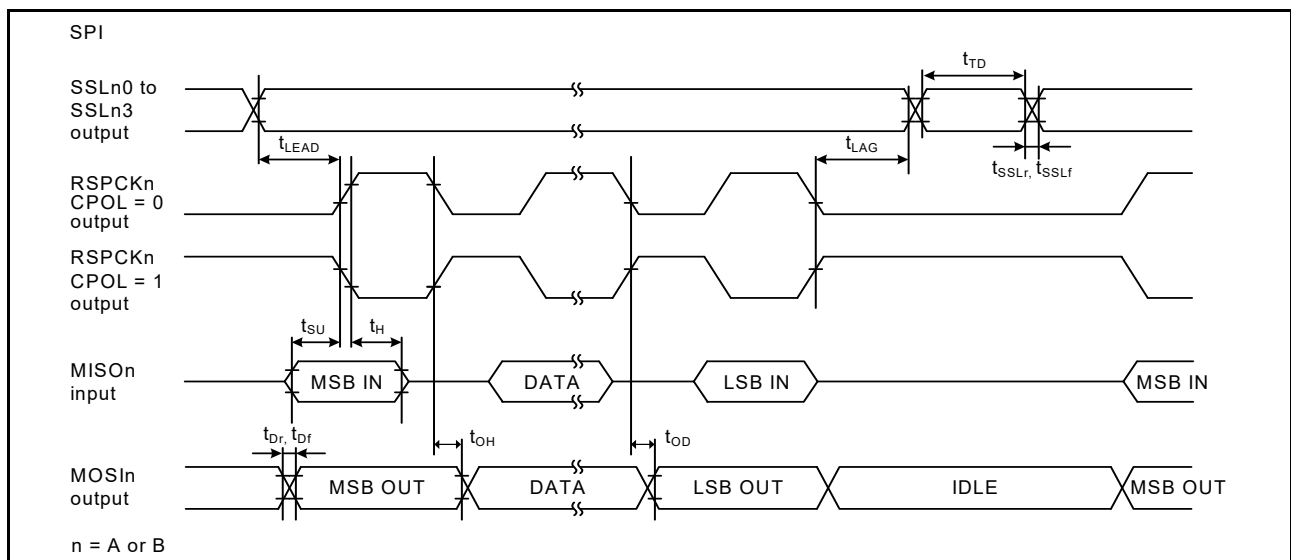 SPI
SSLn0 to
SSLn3
output
tTD
tLEAD
tLAG
tSSLr, tSSLf
RSPCKn
CPOL = 0
output
RSPCKn
CPOL = 1
output
tSU
tH
MISOn
input
MSB IN
DATA
LSB IN
MSB IN
tDr, tDf
tOH
tOD
MOSIn
output
MSB OUT
DATA
LSB OUT
IDLE
MSB OUT
n = A or B